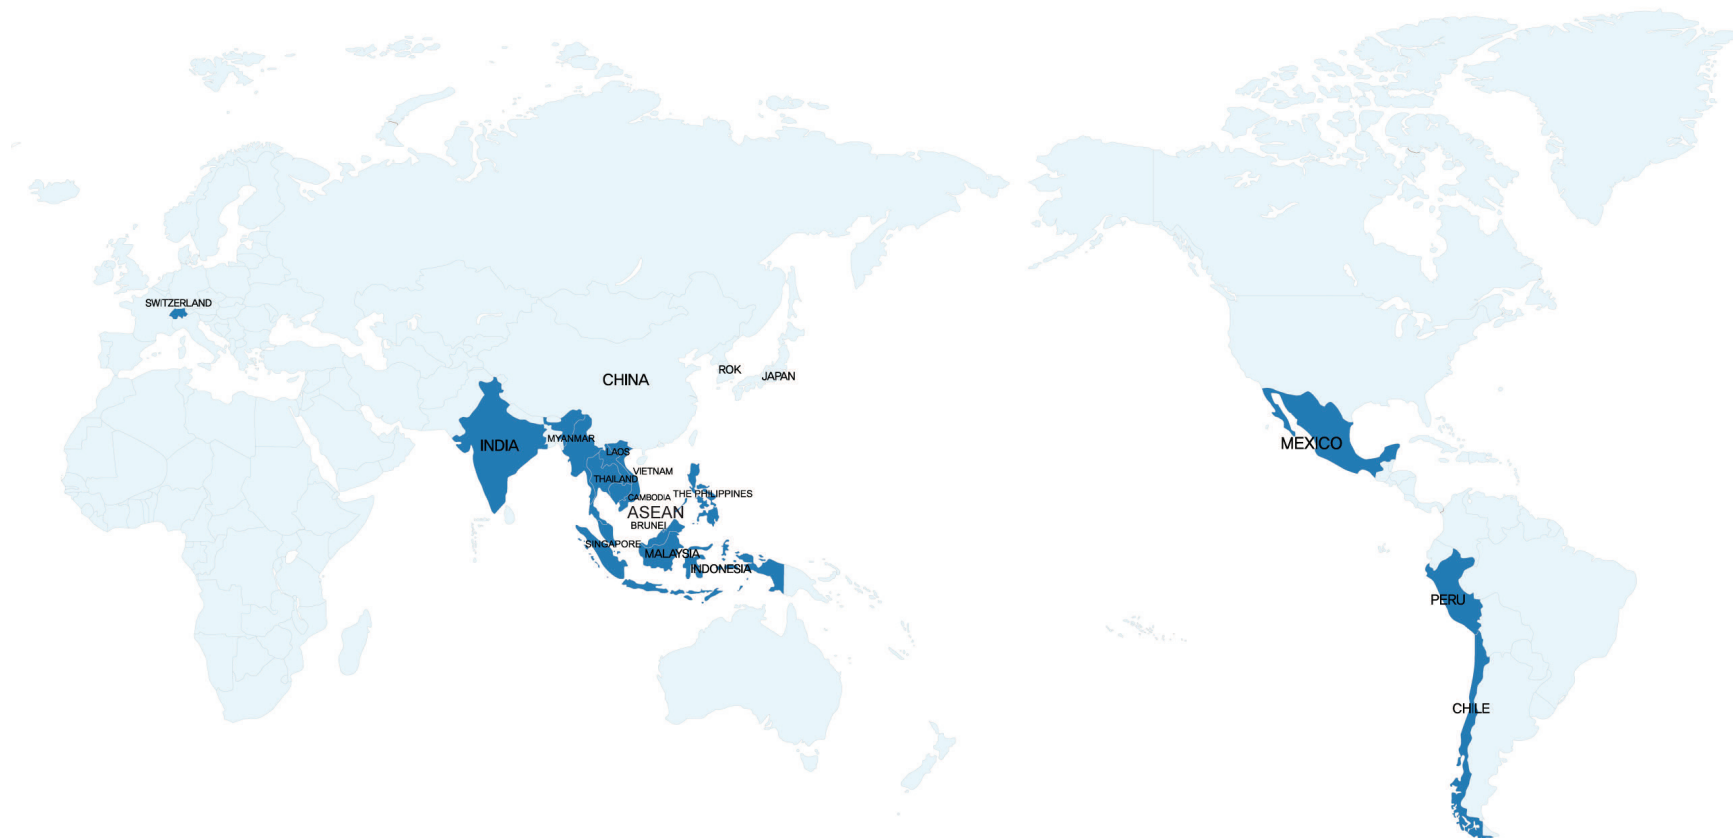 SWITZERLAND
CHINA
ROK
JAPAN
INDIA
MYANMAR
LAOS
VIETNAM
THAILAND
CAMBODIA
THE PHILIPPINES
ASEAN
BRUNEI
SINGAPORE
MALAYSIA
INDONESIA
MEXICO
PERU
CHILE